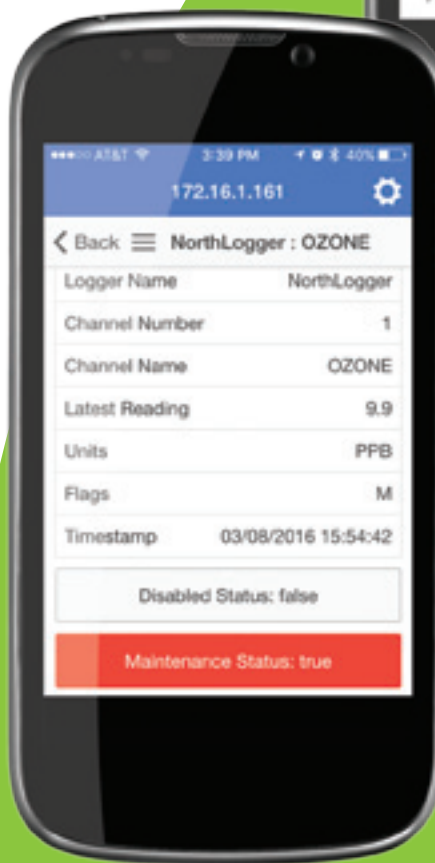 AT&T 3:39 PM 40%
172.16.1.161
Back NorthLogger : OZONE
Logger Name NorthLogger
Channel Number 1
Channel Name OZONE
Latest Reading 9.9
Units PPB
Flags M
Timestamp 03/08/2016 15:54:42
Disabled Status: false
Maintenance Status: true